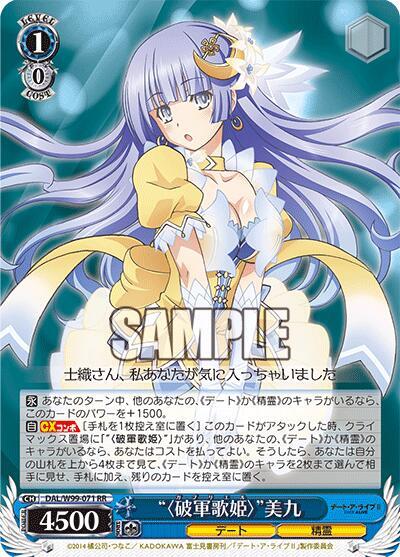 LEVEL
1
0
COST
SAMPLE
士織さん、私あなたが気に入っちゃいました
永 あなたのターン中、他のあなたの、《デート》か《精霊》のキャラがいるなら、
このカードのパワーを＋1500。
自 CXコンボ ［手札を1枚控え室に置く］ このカードがアタックした時、クライ
マックス置場に「“〈破軍歌姫〉”」があり、他のあなたの、《デート》か《精霊》の
キャラがいるなら、あなたはコストを払ってよい。そうしたら、あなたは自
分の山札を上から4枚まで見て、《デート》か《精霊》のキャラを2枚まで選んで相
手に見せ、手札に加え、残りのカードを控え室に置く。
CH DAL/W99-071 RR
4500
ガブリエル
“〈破軍歌姫〉”美九
デート・ア・ライブⅡ
デート 精霊
©2014 橘公司・つなこ／KADOKAWA 富士見書房刊／「デート・ア・ライブⅡ」製作委員会